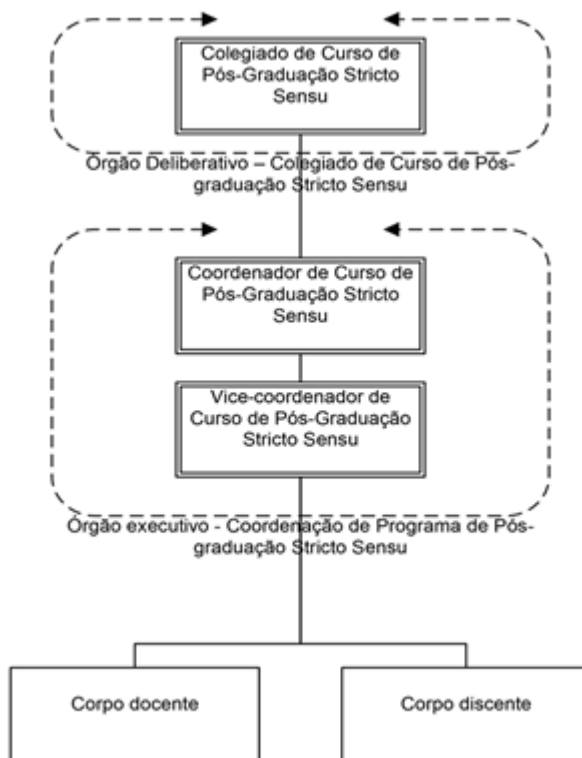 Colegiado de Curso de
Pós-Graduação Stricto
Sensu
Órgão Deliberativo – Colegiado de Curso de Pós-
graduação Stricto Sensu
Coordenador de Curso de
Pós-Graduação Stricto
Sensu
Vice-coordenador de
Curso de Pós-Graduação
Stricto Sensu
Órgão executivo - Coordenação de Programa de Pós-
graduação Stricto Sensu
Corpo docente
Corpo discente